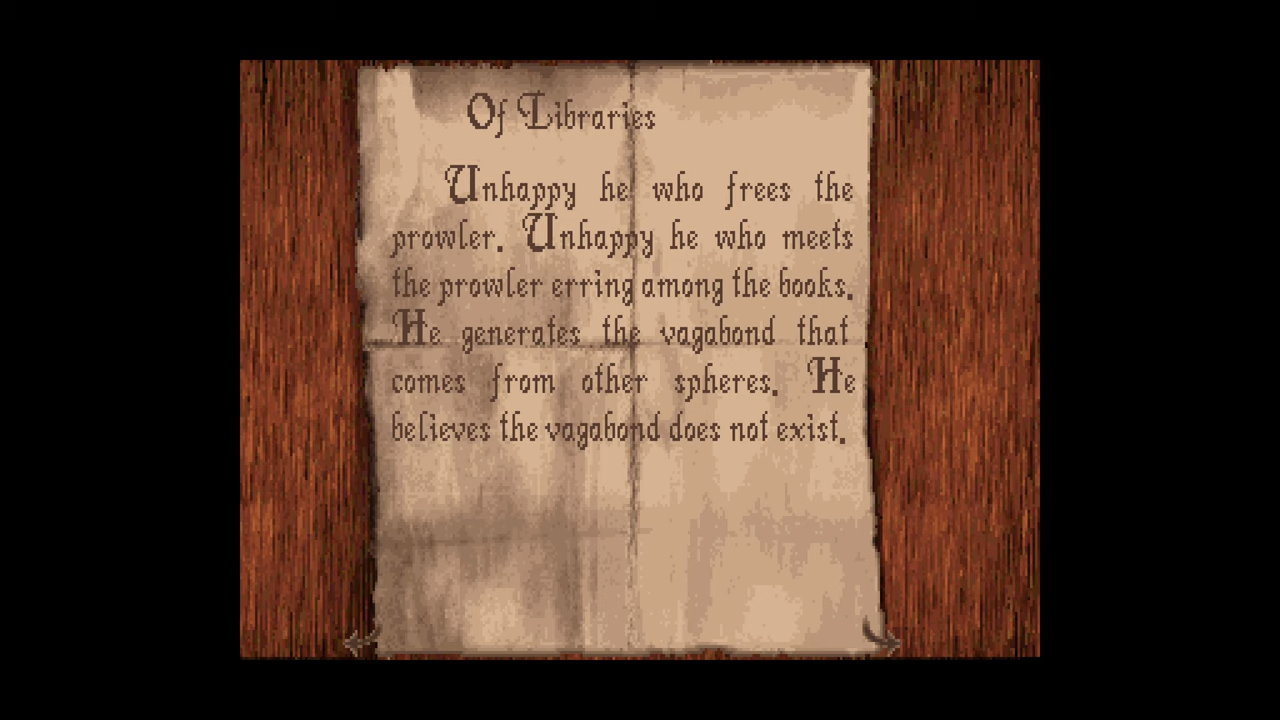 Of Libraries
Unhappy he who frees the
prowler. Unhappy he who meets
the prowler erring among the books.
He generates the vagabond that
comes from other spheres. He
believes the vagabond does not exist.